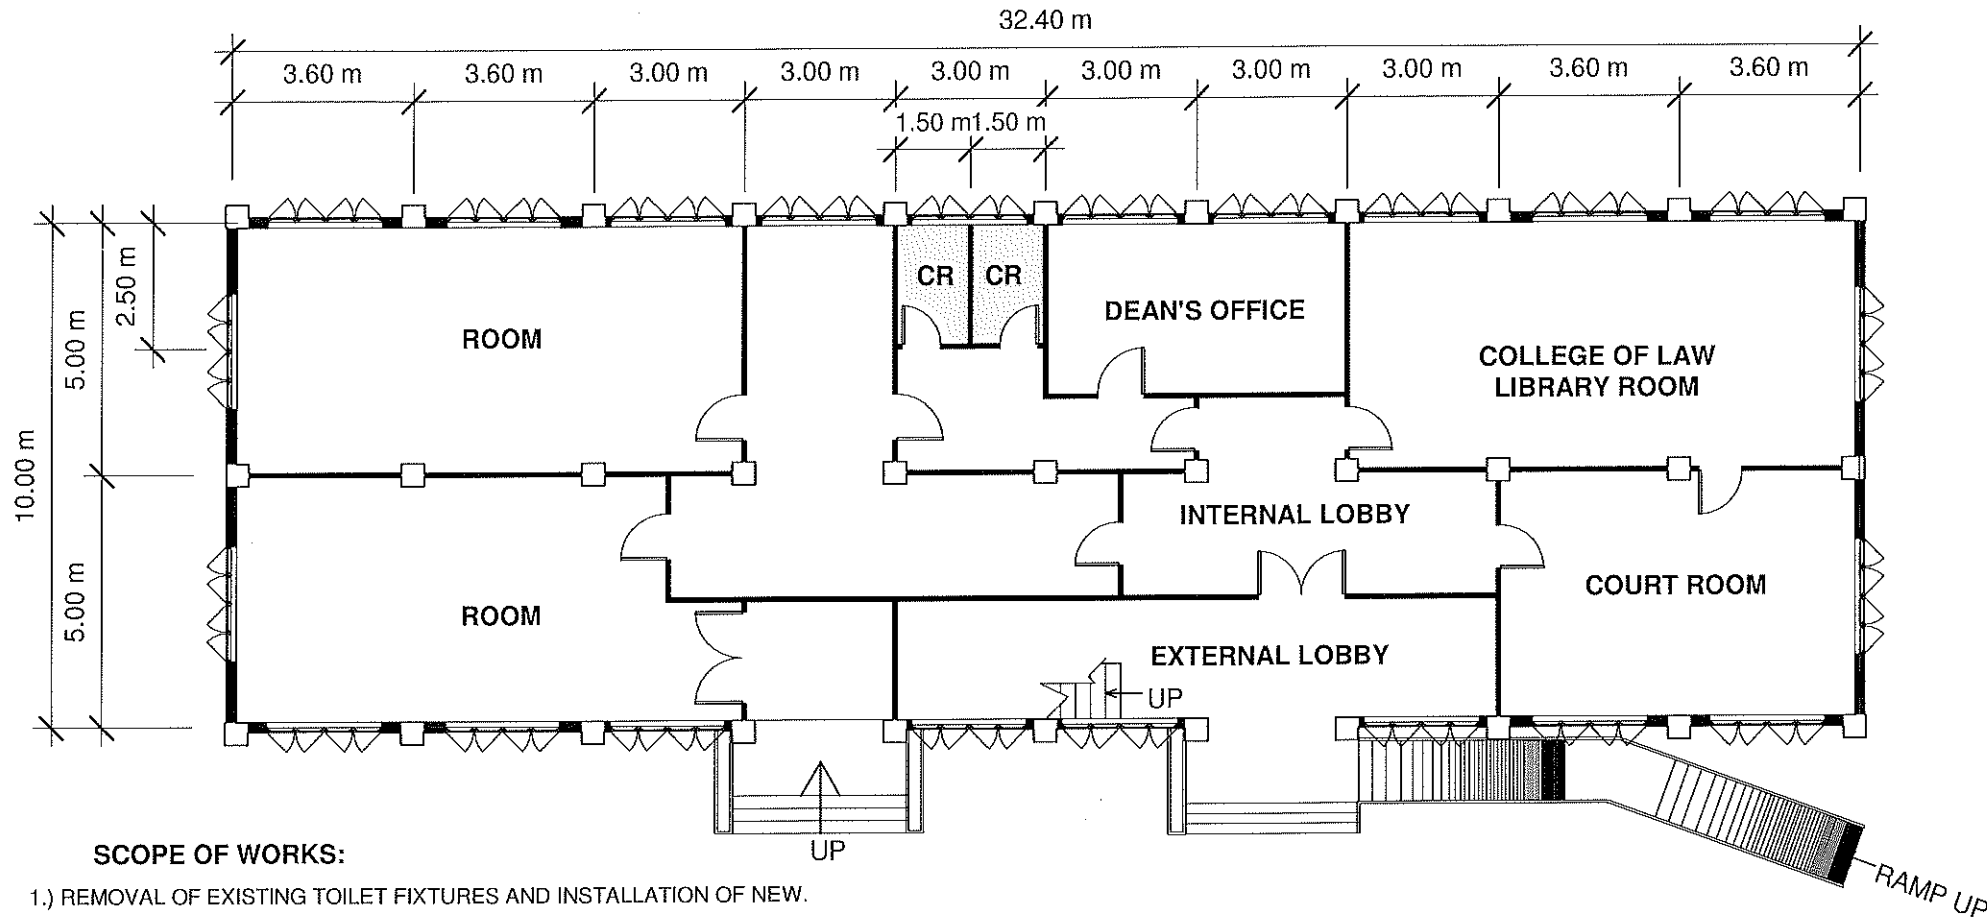 32.40 m
3.60 m 3.60 m 3.00 m 3.00 m 3.00 m 3.00 m 3.00 m 3.00 m 3.60 m 3.60 m
1.50 m 1.50 m
2.50 m
5.00 m
10.00 m
5.00 m
CR CR
DEAN'S OFFICE
ROOM
COLLEGE OF LAW
LIBRARY ROOM
INTERNAL LOBBY
COURT ROOM
ROOM
EXTERNAL LOBBY
UP
UP
RAMP UP
SCOPE OF WORKS:
1.) REMOVAL OF EXISTING TOILET FIXTURES AND INSTALLATION OF NEW.